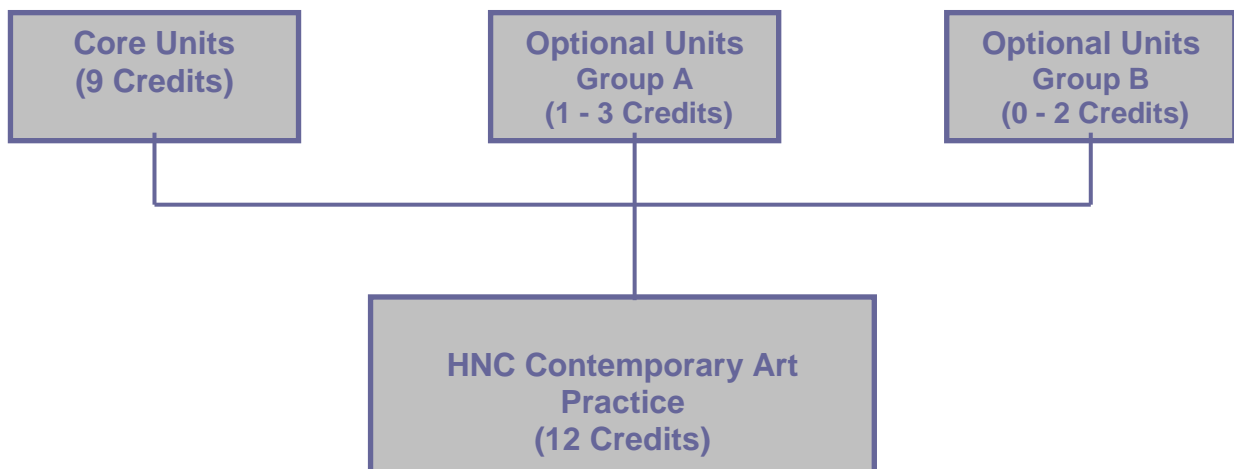 Core Units
(9 Credits)
Optional Units
Group A
(1 - 3 Credits)
Optional Units
Group B
(0 - 2 Credits)
HNC Contemporary Art
Practice
(12 Credits)